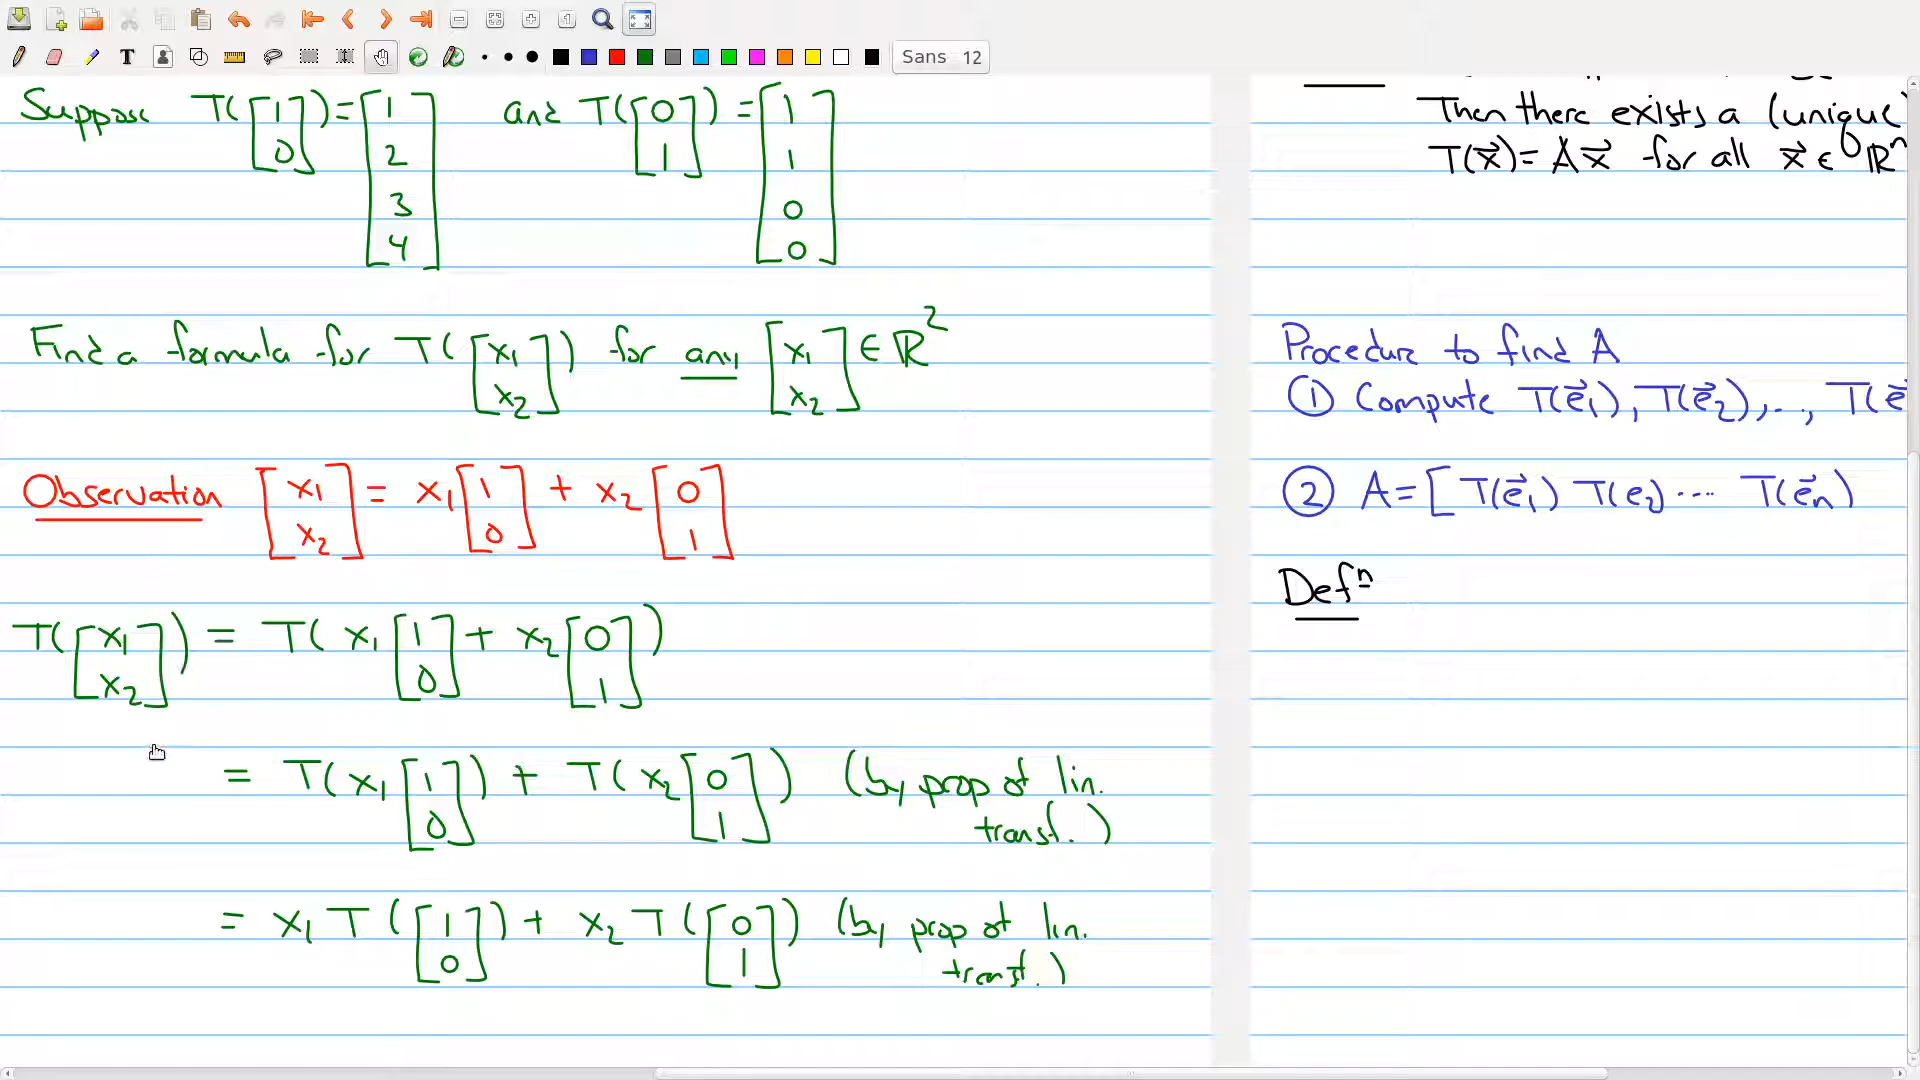 Sans 12
Suppose T([1 0]) = [1 2 3 4] and T([0 1]) = [1 1 0 0]
Find a formula for T([x₁ x₂]) for any [x₁ x₂] ∈ ℝ²
Observation [x₁ x₂] = x₁[1 0] + x₂[0 1]
T([x₁ x₂]) = T(x₁[1 0] + x₂[0 1])
= T(x₁[1 0]) + T(x₂[0 1]) (by prop of lin.
transf.)
= x₁T([1 0]) + x₂T([0 1]) (by prop of lin.
transf.)
Then there exists a (unique)
T(x⃗) = Ax⃗ for all x⃗ ∈ ℝⁿ
Procedure to find A
① Compute T(e⃗₁), T(e⃗₂), .., T(e⃗
② A = [T(e⃗₁) T(e₂) ···· T(e⃗n)
Defⁿ